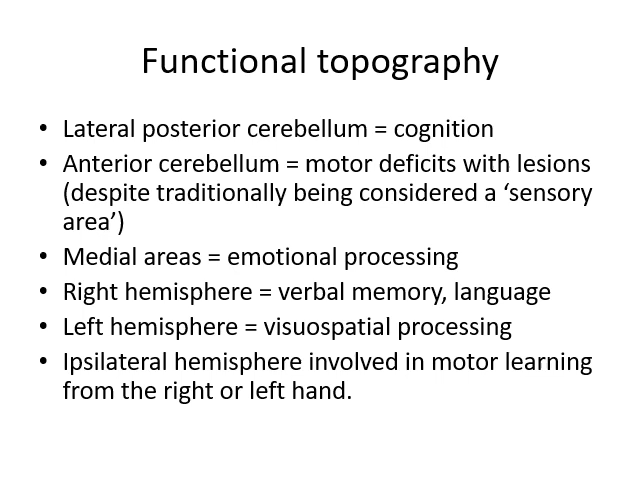 Functional topography
• Lateral posterior cerebellum = cognition
• Anterior cerebellum = motor deficits with lesions
(despite traditionally being considered a ‘sensory
area’)
• Medial areas = emotional processing
• Right hemisphere = verbal memory, language
• Left hemisphere = visuospatial processing
• Ipsilateral hemisphere involved in motor learning
from the right or left hand.